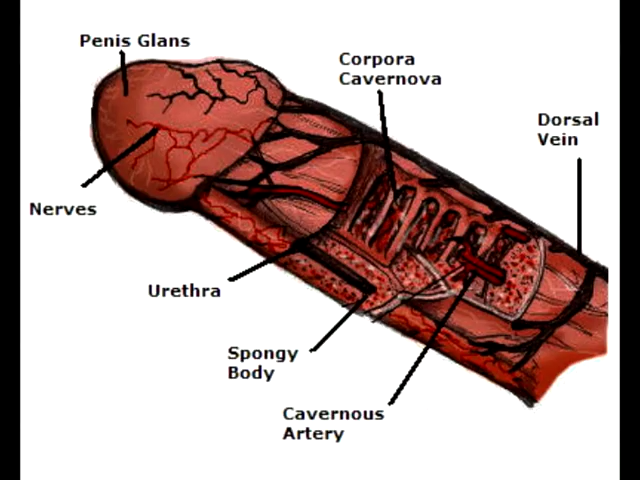 Penis Glans
Corpora
Cavernova
Dorsal
Vein
Nerves
Urethra
Spongy
Body
Cavernous
Artery